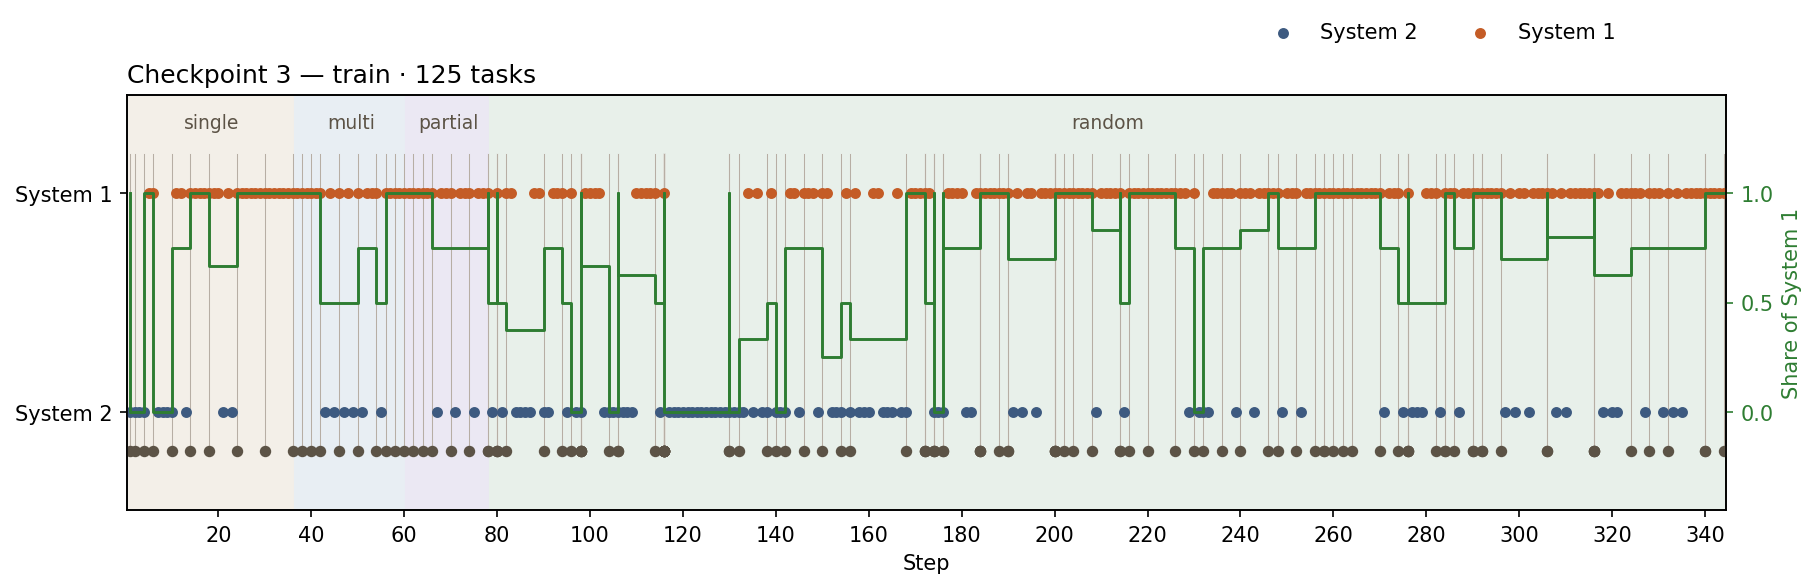 System 2 System 1
Checkpoint 3 — train · 125 tasks
single multi partial random
System 1 1.0
0.5
System 2 0.0
Share of System 1
20 40 60 80 100 120 140 160 180 200 220 240 260 280 300 320 340
Step